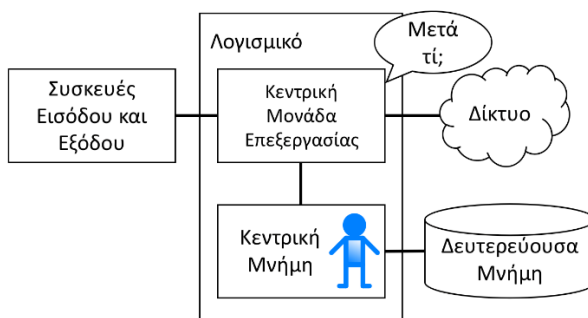 Λογισμικό
Μετά
τί;
Συσκευές
Εισόδου και
Εξόδου
Κεντρική
Μονάδα
Επεξεργασίας
Δίκτυο
Κεντρική
Μνήμη
Δευτερεύουσα
Μνήμη